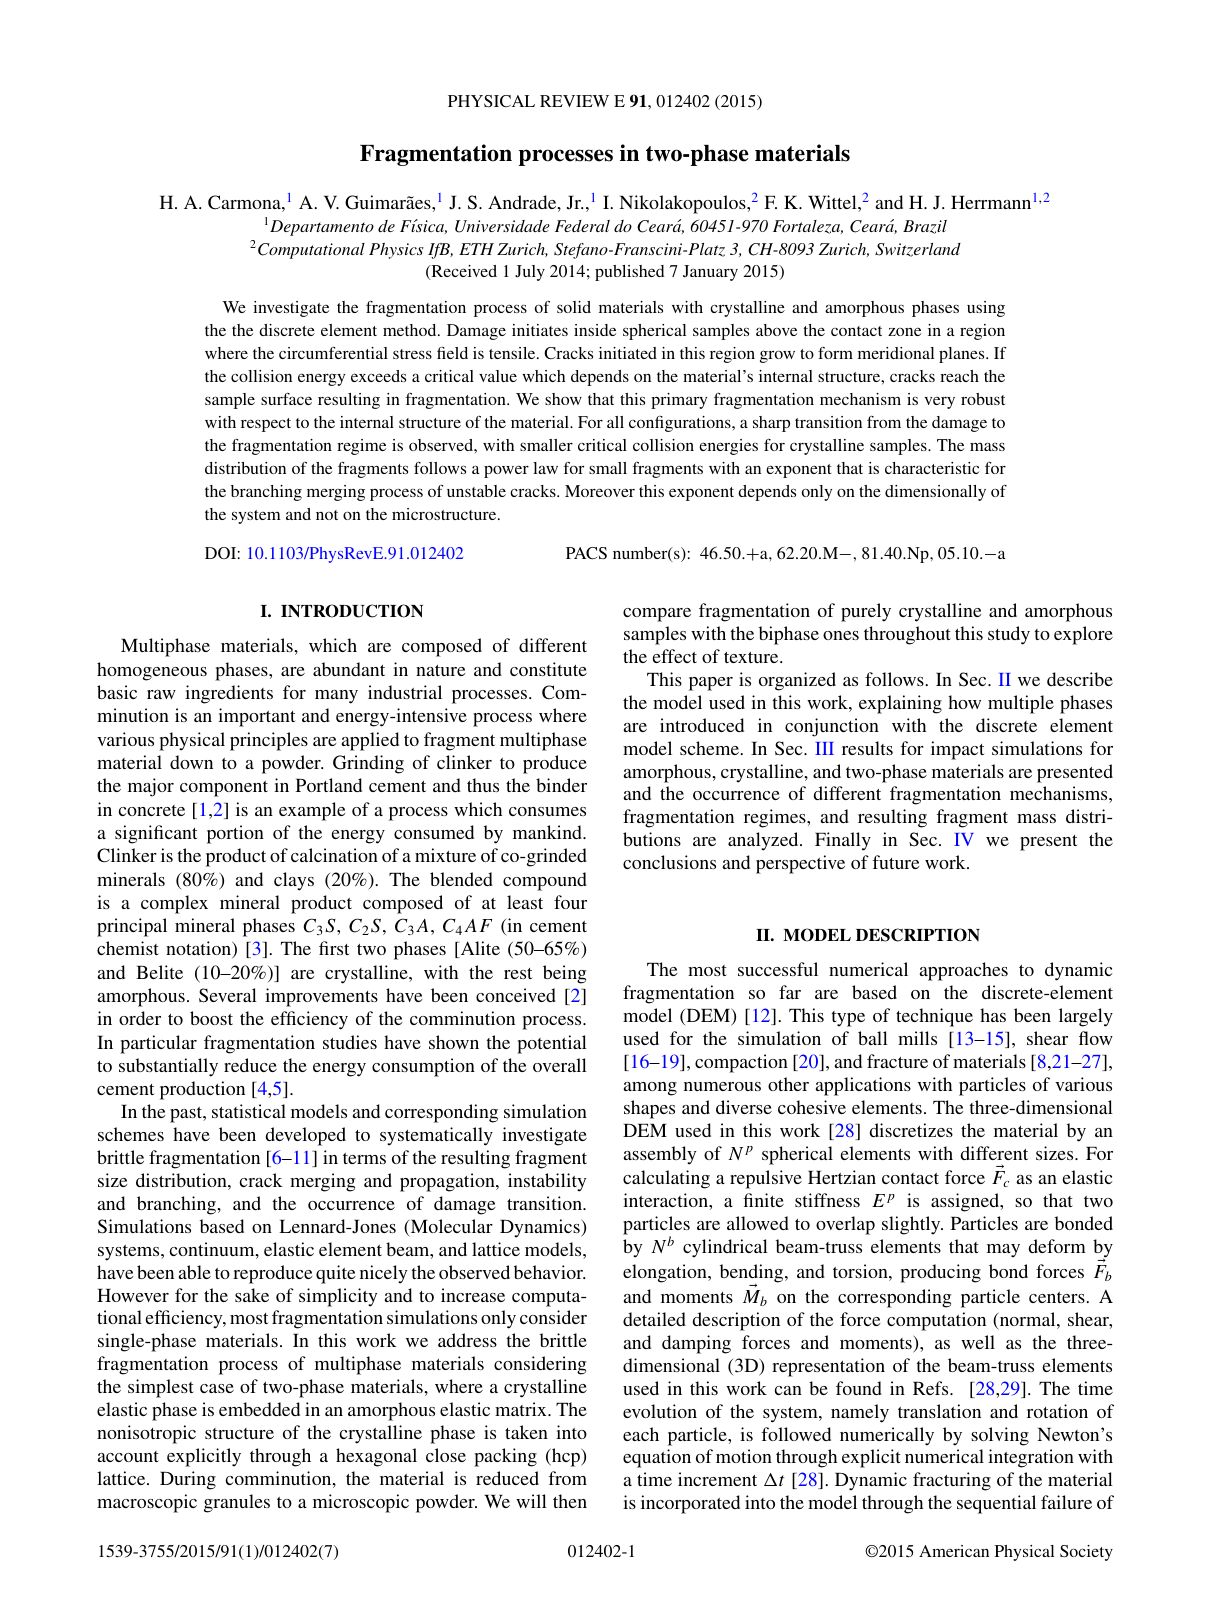 PHYSICAL REVIEW E 91, 012402 (2015)
Fragmentation processes in two-phase materials
H. A. Carmona,1 A. V. Guimarães,1 J. S. Andrade, Jr.,1 I. Nikolakopoulos,2 F. K. Wittel,2 and H. J. Herrmann1,2
1Departamento de Física, Universidade Federal do Ceará, 60451-970 Fortaleza, Ceará, Brazil
2Computational Physics IfB, ETH Zurich, Stefano-Franscini-Platz 3, CH-8093 Zurich, Switzerland
(Received 1 July 2014; published 7 January 2015)
We investigate the fragmentation process of solid materials with crystalline and amorphous phases using
the the discrete element method. Damage initiates inside spherical samples above the contact zone in a region
where the circumferential stress field is tensile. Cracks initiated in this region grow to form meridional planes. If
the collision energy exceeds a critical value which depends on the material's internal structure, cracks reach the
sample surface resulting in fragmentation. We show that this primary fragmentation mechanism is very robust
with respect to the internal structure of the material. For all configurations, a sharp transition from the damage to
the fragmentation regime is observed, with smaller critical collision energies for crystalline samples. The mass
distribution of the fragments follows a power law for small fragments with an exponent that is characteristic for
the branching merging process of unstable cracks. Moreover this exponent depends only on the dimensionally of
the system and not on the microstructure.
DOI: 10.1103/PhysRevE.91.012402 PACS number(s): 46.50.+a, 62.20.M−, 81.40.Np, 05.10.−a
I. INTRODUCTION
Multiphase materials, which are composed of different
homogeneous phases, are abundant in nature and constitute
basic raw ingredients for many industrial processes. Com-
minution is an important and energy-intensive process where
various physical principles are applied to fragment multiphase
material down to a powder. Grinding of clinker to produce
the major component in Portland cement and thus the binder
in concrete [1,2] is an example of a process which consumes
a significant portion of the energy consumed by mankind.
Clinker is the product of calcination of a mixture of co-grinded
minerals (80%) and clays (20%). The blended compound
is a complex mineral product composed of at least four
principal mineral phases C3S, C2S, C3A, C4AF (in cement
chemist notation) [3]. The first two phases [Alite (50–65%)
and Belite (10–20%)] are crystalline, with the rest being
amorphous. Several improvements have been conceived [2]
in order to boost the efficiency of the comminution process.
In particular fragmentation studies have shown the potential
to substantially reduce the energy consumption of the overall
cement production [4,5].
In the past, statistical models and corresponding simulation
schemes have been developed to systematically investigate
brittle fragmentation [6–11] in terms of the resulting fragment
size distribution, crack merging and propagation, instability
and branching, and the occurrence of damage transition.
Simulations based on Lennard-Jones (Molecular Dynamics)
systems, continuum, elastic element beam, and lattice models,
have been able to reproduce quite nicely the observed behavior.
However for the sake of simplicity and to increase computa-
tional efficiency, most fragmentation simulations only consider
single-phase materials. In this work we address the brittle
fragmentation process of multiphase materials considering
the simplest case of two-phase materials, where a crystalline
elastic phase is embedded in an amorphous elastic matrix. The
nonisotropic structure of the crystalline phase is taken into
account explicitly through a hexagonal close packing (hcp)
lattice. During comminution, the material is reduced from
macroscopic granules to a microscopic powder. We will then
compare fragmentation of purely crystalline and amorphous
samples with the biphase ones throughout this study to explore
the effect of texture.
This paper is organized as follows. In Sec. II we describe
the model used in this work, explaining how multiple phases
are introduced in conjunction with the discrete element
model scheme. In Sec. III results for impact simulations for
amorphous, crystalline, and two-phase materials are presented
and the occurrence of different fragmentation mechanisms,
fragmentation regimes, and resulting fragment mass distri-
butions are analyzed. Finally in Sec. IV we present the
conclusions and perspective of future work.
II. MODEL DESCRIPTION
The most successful numerical approaches to dynamic
fragmentation so far are based on the discrete-element
model (DEM) [12]. This type of technique has been largely
used for the simulation of ball mills [13–15], shear flow
[16–19], compaction [20], and fracture of materials [8,21–27],
among numerous other applications with particles of various
shapes and diverse cohesive elements. The three-dimensional
DEM used in this work [28] discretizes the material by an
assembly of N^p spherical elements with different sizes. For
calculating a repulsive Hertzian contact force F⃗c as an elastic
interaction, a finite stiffness E^p is assigned, so that two
particles are allowed to overlap slightly. Particles are bonded
by N^b cylindrical beam-truss elements that may deform by
elongation, bending, and torsion, producing bond forces F⃗b
and moments M⃗b on the corresponding particle centers. A
detailed description of the force computation (normal, shear,
and damping forces and moments), as well as the three-
dimensional (3D) representation of the beam-truss elements
used in this work can be found in Refs. [28,29]. The time
evolution of the system, namely translation and rotation of
each particle, is followed numerically by solving Newton's
equation of motion through explicit numerical integration with
a time increment Δt [28]. Dynamic fracturing of the material
is incorporated into the model through the sequential failure of
1539-3755/2015/91(1)/012402(7) 012402-1 ©2015 American Physical Society